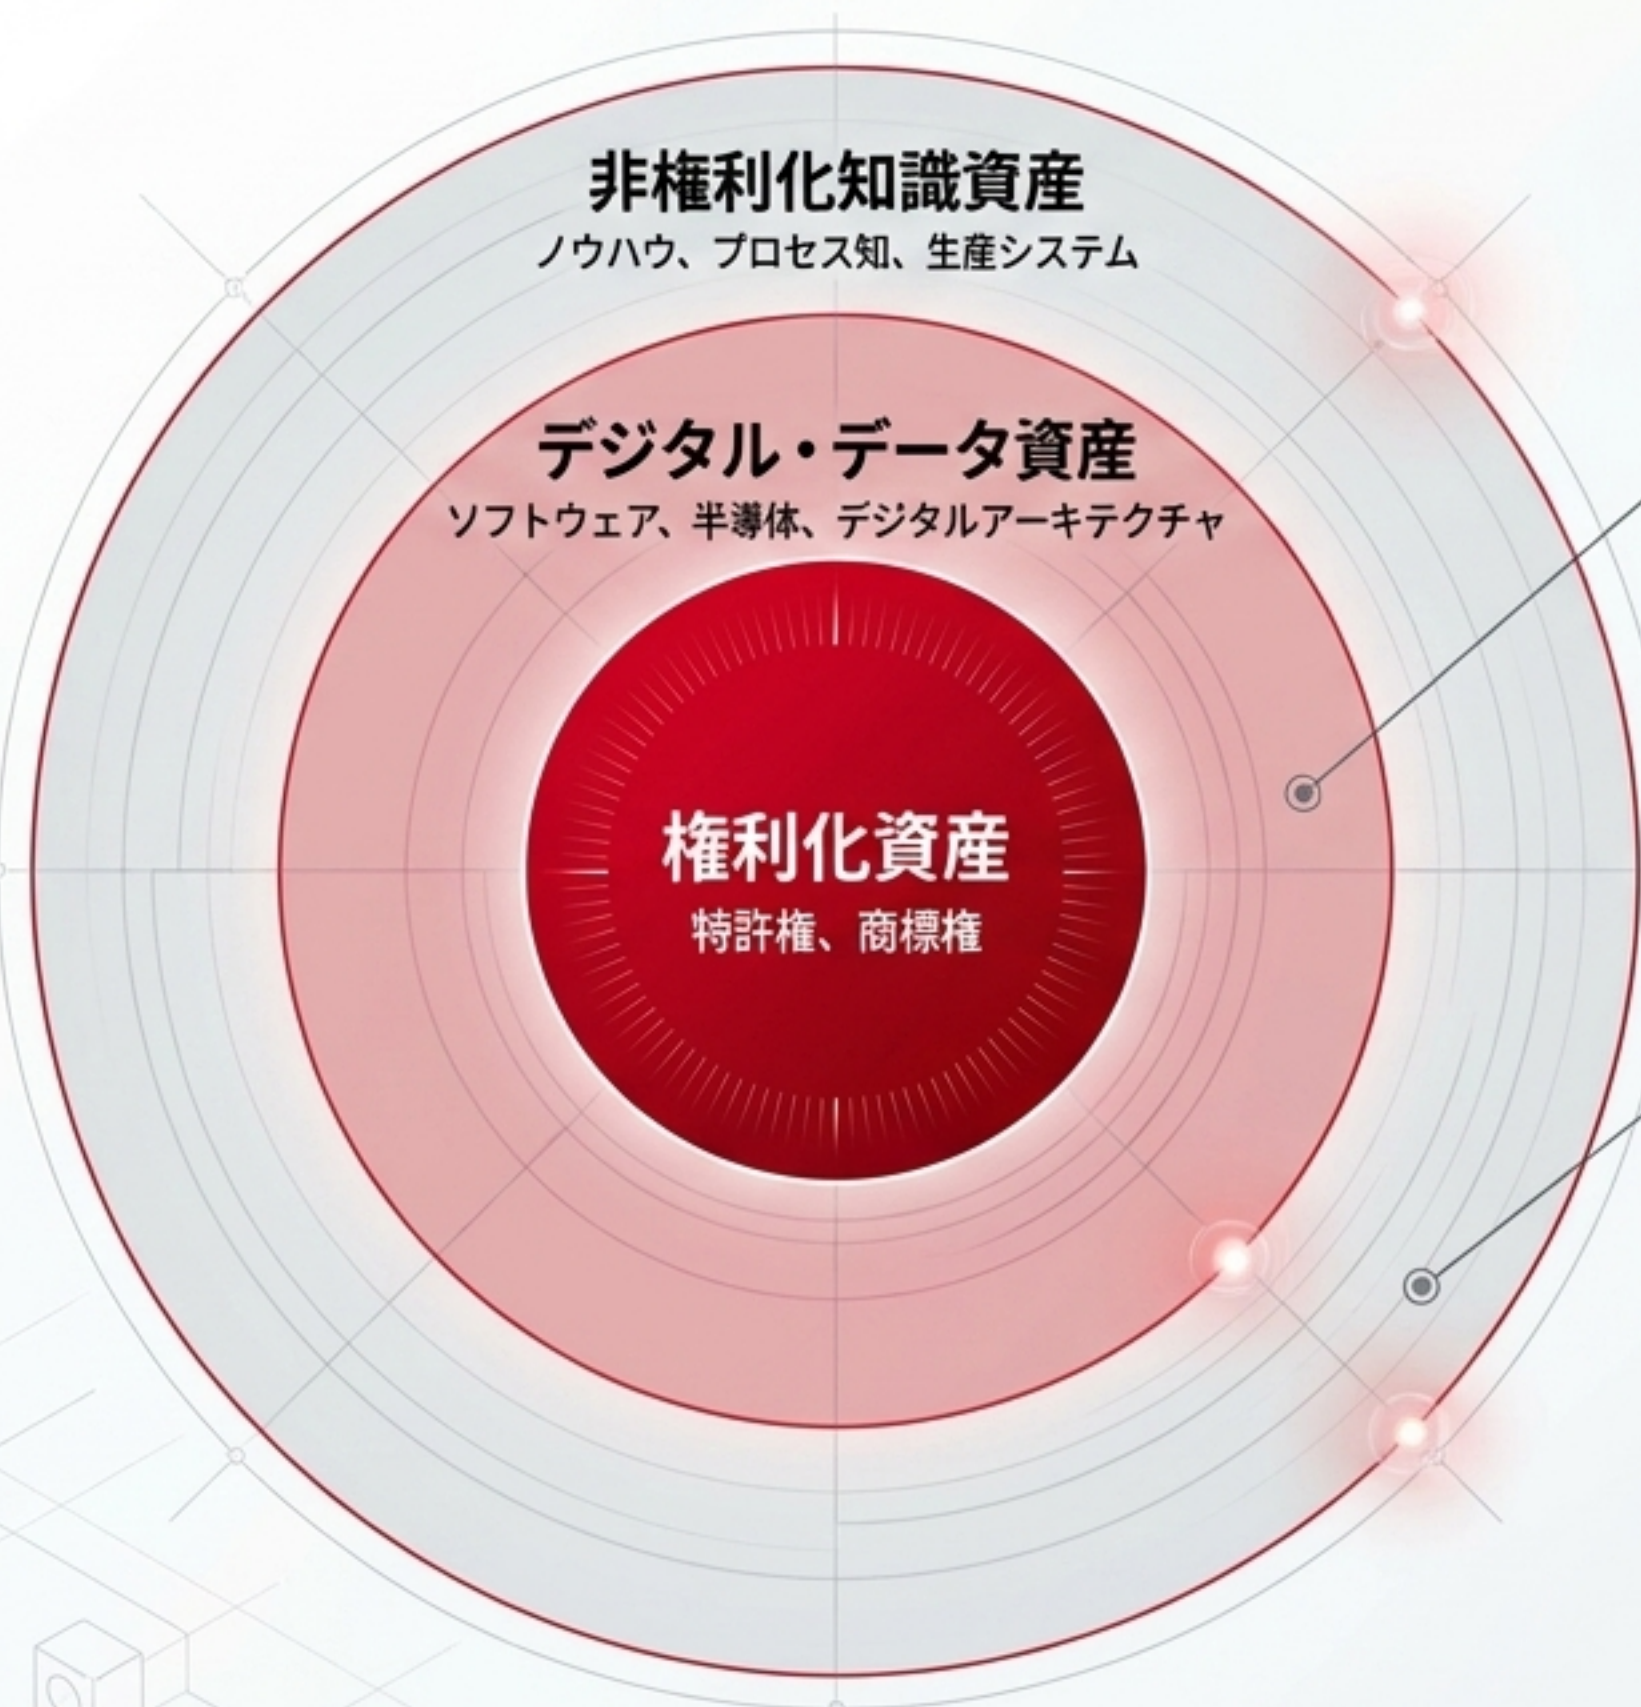 非権利化知識資産
ノウハウ、プロセス知、生産システム
デジタル・データ資産
ソフトウェア、半導体、デジタルアーキテクチャ
権利化資産
特許権、商標権